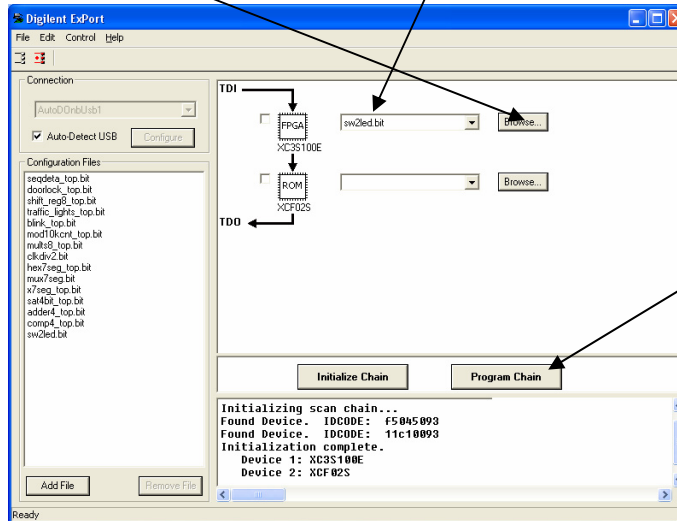 Digilent ExPort
File Edit Control Help
Connection
AutoDOnbUsb1
Auto-Detect USB
Configure
Configuration Files
seqdeta_top.bit
doorlock_top.bit
shift_reg8_top.bit
traffic_lights_top.bit
blink_top.bit
mod10kcnt_top.bit
mults8_top.bit
clkdiv2.bit
hex7seg_top.bit
mux7seg.bit
x7seg_top.bit
sat4bit_top.bit
adder4_top.bit
comp4_top.bit
sw2led.bit
Add File
Remove File
TDI
FPGA
sw2led.bit
Browse...
XC3S100E
ROM
Browse...
XCF02S
TDO
Initialize Chain
Program Chain
Initializing scan chain...
Found Device. IDCODE: f5045093
Found Device. IDCODE: 11c10093
Initialization complete.
Device 1: XC3S100E
Device 2: XCF02S
Ready